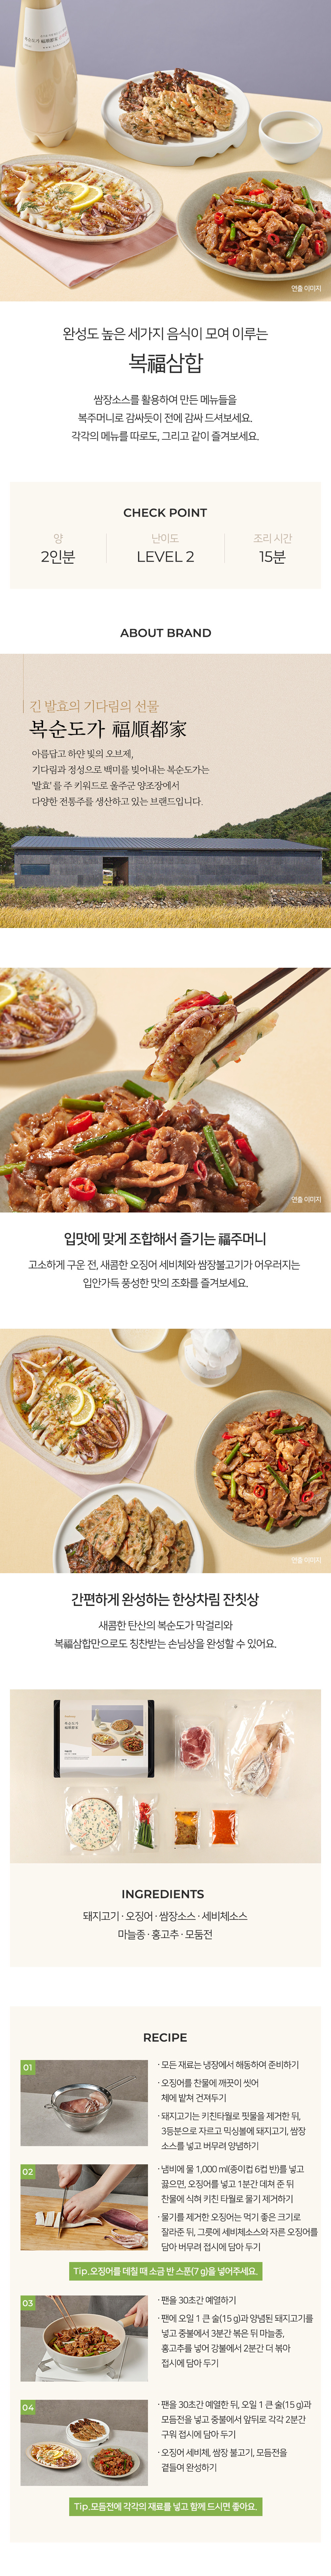 복순도가 福順都家
연출 이미지
완성도 높은 세가지 음식이 모여 이루는
복福삼합
쌈장소스를 활용하여 만든 메뉴들을
복주머니로 감싸듯이 전에 감싸 드셔보세요.
각각의 메뉴를 따로도, 그리고 같이 즐겨보세요.
CHECK POINT
양
2인분
난이도
LEVEL 2
조리 시간
15분
ABOUT BRAND
긴 발효의 기다림의 선물
복순도가 福順都家
아름답고 하얀 빛의 오브제,
기다림과 정성으로 백미를 빚어내는 복순도가는
'발효'를 주 키워드로 울주군 양조장에서
다양한 전통주를 생산하고 있는 브랜드입니다.
연출 이미지
입맛에 맞게 조합해서 즐기는 福주머니
고소하게 구운 전, 새콤한 오징어 세비체와 쌈장불고기가 어우러지는
입안가득 풍성한 맛의 조화를 즐겨보세요.
연출 이미지
간편하게 완성하는 한상차림 잔칫상
새콤한 탄산의 복순도가 막걸리와
복福삼합만으로도 칭찬받는 손님상을 완성할 수 있어요.
복순도가
福順都家
INGREDIENTS
돼지고기 · 오징어 · 쌈장소스 · 세비체소스
마늘종 · 홍고추 · 모둠전
RECIPE
01
· 모든 재료는 냉장에서 해동하여 준비하기
· 오징어를 찬물에 깨끗이 씻어
체에 밭쳐 건져두기
· 돼지고기는 키친타월로 핏물을 제거한 뒤,
3등분으로 자르고 믹싱볼에 돼지고기, 쌈장
소스를 넣고 버무려 양념하기
02
· 냄비에 물 1,000 ml(종이컵 6컵 반)를 넣고
끓으면, 오징어를 넣고 1분간 데쳐 준 뒤
찬물에 식혀 키친 타월로 물기 제거하기
· 물기를 제거한 오징어는 먹기 좋은 크기로
잘라준 뒤, 그릇에 세비체소스와 자른 오징어를
담아 버무려 접시에 담아 두기
Tip.오징어를 데칠 때 소금 반 스푼(7 g)을 넣어주세요.
03
· 팬을 30초간 예열하기
· 팬에 오일 1 큰 술(15 g)과 양념된 돼지고기를
넣고 중불에서 3분간 볶은 뒤 마늘종,
홍고추를 넣어 강불에서 2분간 더 볶아
접시에 담아 두기
04
· 팬을 30초간 예열한 뒤, 오일 1 큰 술(15 g)과
모듬전을 넣고 중불에서 앞뒤로 각각 2분간
구워 접시에 담아 두기
· 오징어 세비체, 쌈장 불고기, 모듬전을
곁들여 완성하기
Tip.모듬전에 각각의 재료를 넣고 함께 드시면 좋아요.